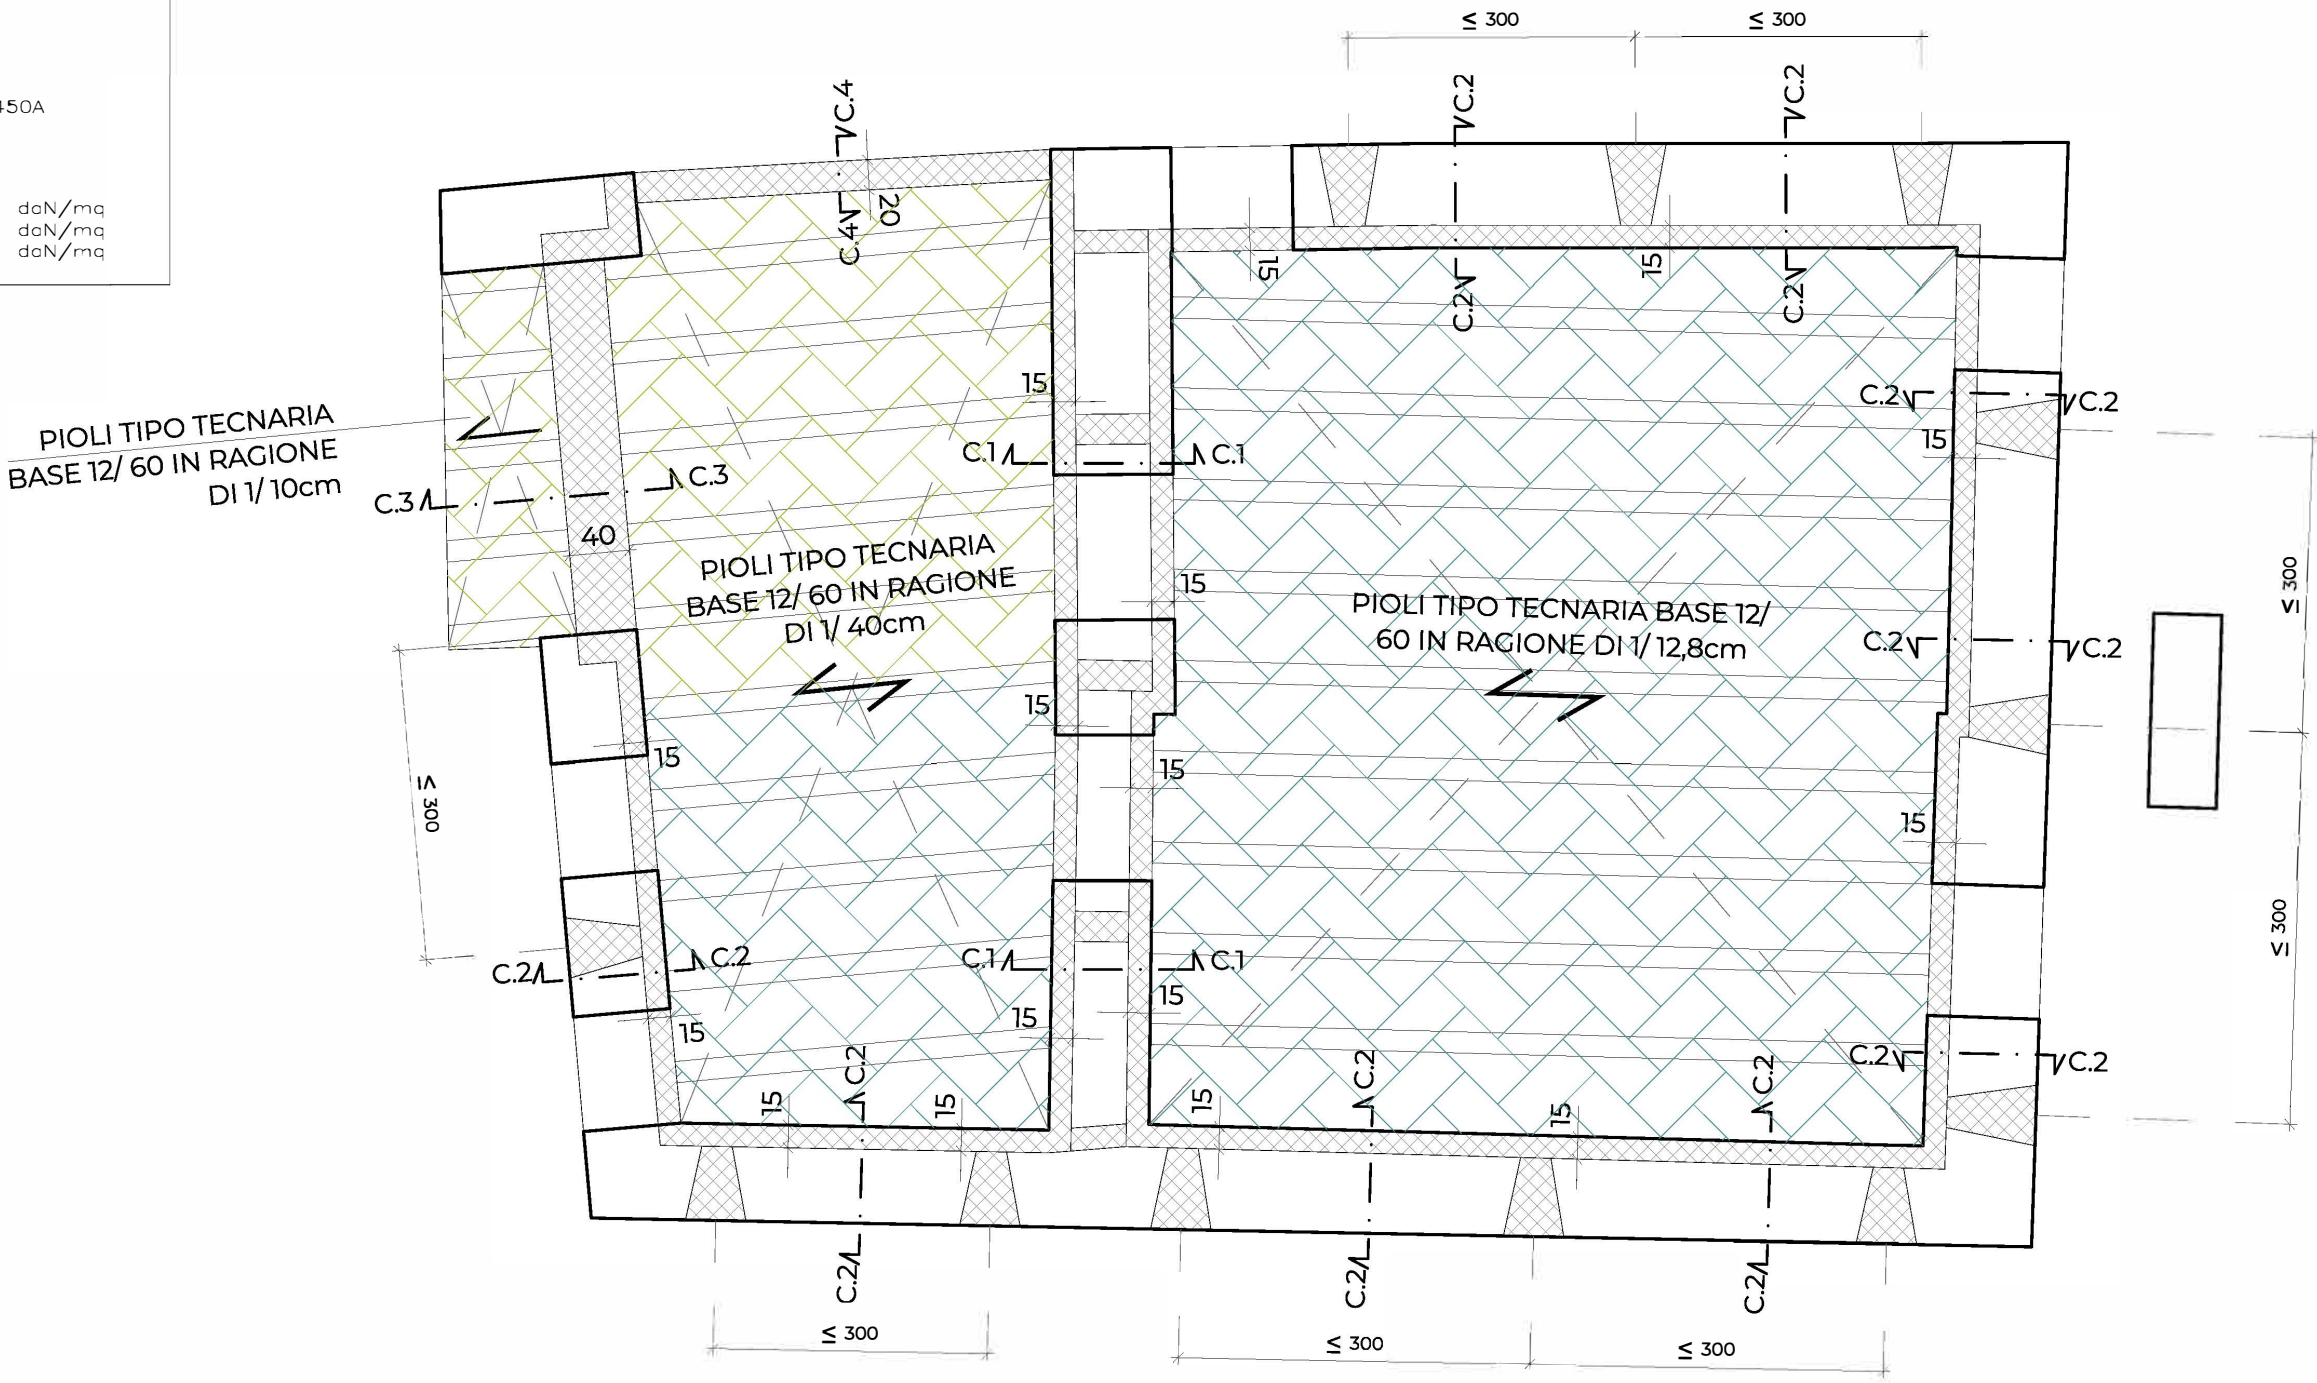 ≤ 300
≤ 300
450A
C.4
C.2
C.2
daN/mq
daN/mq
daN/mq
20
C.4
15
15
C.2
C.2
15
C.2
C.2
PIOLI TIPO TECNARIA
BASE 12/ 60 IN RAGIONE
DI 1/ 10cm
15
C.1
C.1
C.3
C.3
40
PIOLI TIPO TECNARIA
BASE 12/ 60 IN RAGIONE
DI 1/ 40cm
15
PIOLI TIPO TECNARIA BASE 12/
60 IN RAGIONE DI 1/ 12,8cm
≤ 300
C.2
C.2
15
15
15
≤ 300
15
≤ 300
C.2
C.2
C.1
C.1
15
15
15
C.2
C.2
C.2
C.2
C.2
15
15
15
15
C.2
C.2
C.2
≤ 300
≤ 300
≤ 300